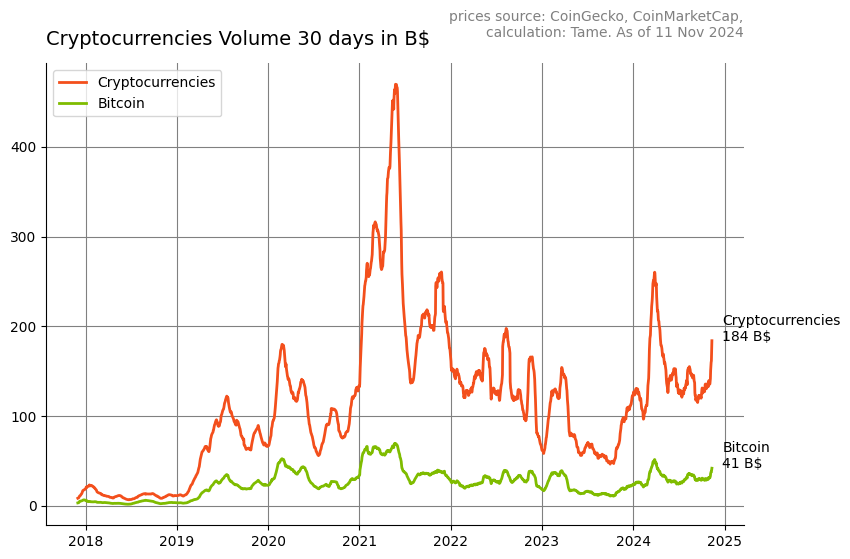 prices source: CoinGecko, CoinMarketCap,
calculation: Tame. As of 11 Nov 2024
Cryptocurrencies Volume 30 days in B$
Cryptocurrencies
Bitcoin
400
300
200
100
0
Cryptocurrencies
184 B$
Bitcoin
41 B$
2018 2019 2020 2021 2022 2023 2024 2025